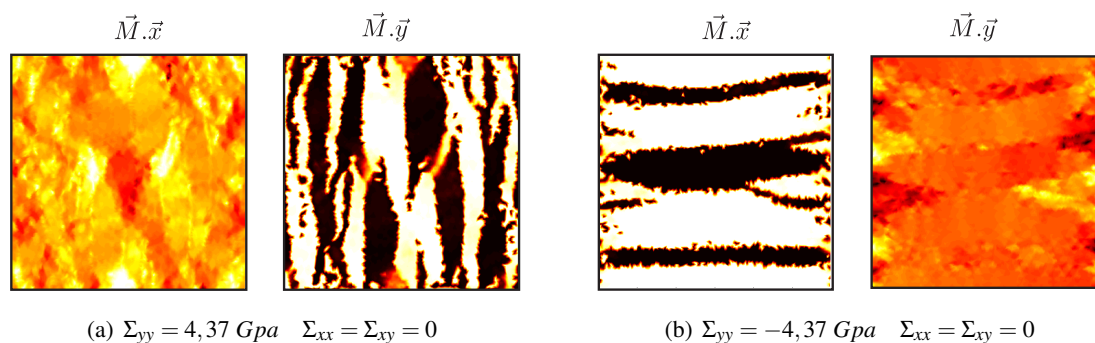 M⃗.x⃗ M⃗.y⃗ M⃗.x⃗ M⃗.y⃗
(a) Σyy = 4,37 Gpa Σxx = Σxy = 0 (b) Σyy = −4,37 Gpa Σxx = Σxy = 0